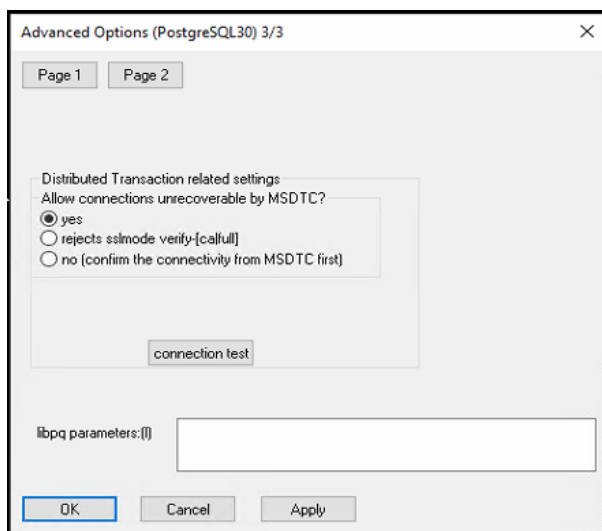 Advanced Options (PostgreSQL30) 3/3
Page 1 Page 2
Distributed Transaction related settings
Allow connections unrecoverable by MSDTC?
yes
rejects sslmode verify-[ca|full]
no (confirm the connectivity from MSDTC first)
connection test
libpq parameters:(l)
OK Cancel Apply